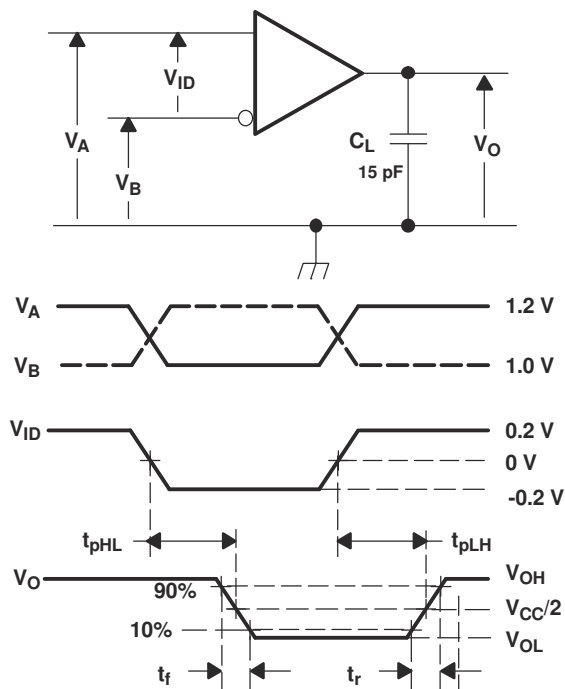 V_ID
V_A
V_B
C_L
15 pF
V_O
V_A
1.2 V
V_B
1.0 V
V_ID
0.2 V
0 V
-0.2 V
t_pHL
t_pLH
V_O
V_OH
90%
V_CC/2
10%
V_OL
t_f
t_r